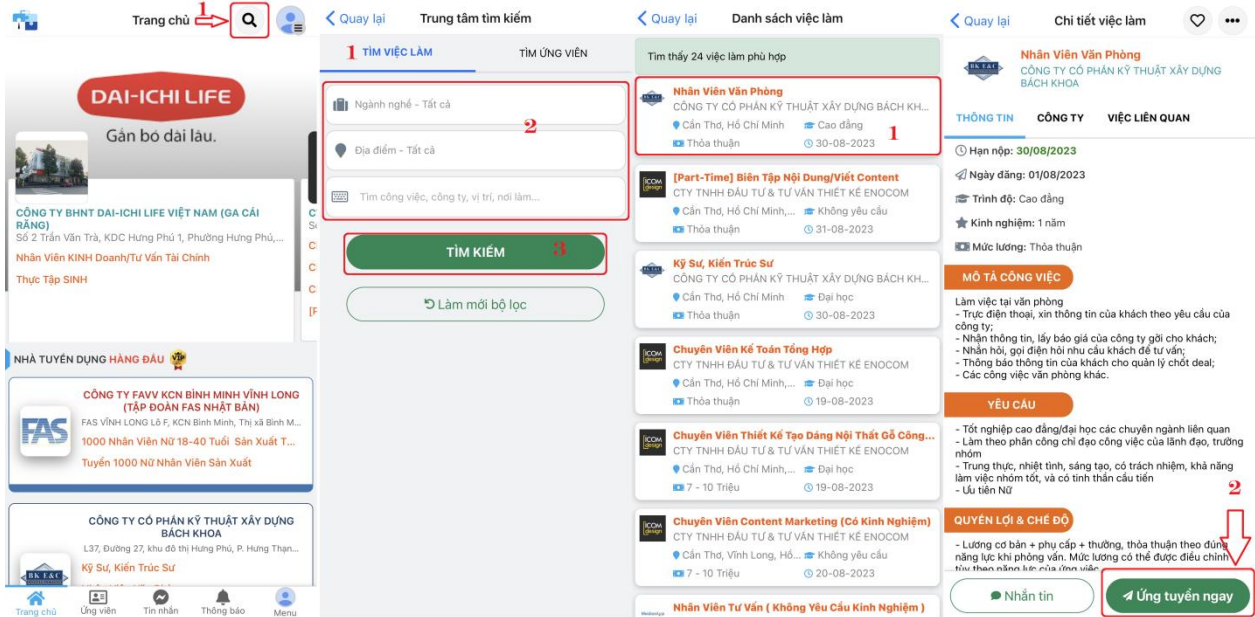 Trang chủ
1
DAI-ICHI LIFE
Gắn bó dài lâu.
CÔNG TY BHNT DAI-ICHI LIFE VIỆT NAM (GA CÁI
RĂNG)
Số 2 Trần Văn Trà, KDC Hưng Phú 1, Phường Hưng Phú,...
Nhân Viên KINH Doanh/Tư Vấn Tài Chính
Thực Tập SINH
NHÀ TUYỂN DỤNG HÀNG ĐẦU VIP
CÔNG TY FAVV KCN BÌNH MINH VĨNH LONG
(TẬP ĐOÀN FAS NHẬT BẢN)
FAS
FAS VĨNH LONG Lô F, KCN Bình Minh, Thị xã Bình M...
1000 Nhân Viên Nữ 18-40 Tuổi Sản Xuất T...
Tuyển 1000 Nữ Nhân Viên Sản Xuất
CÔNG TY CỔ PHẦN KỸ THUẬT XÂY DỰNG
BÁCH KHOA
L37, Đường 27, khu đô thị Hưng Phú, P. Hưng Thạn...
BK E&C
Kỹ Sư, Kiến Trúc Sư
Trang chủ
Ứng viên
Tin nhắn
Thông báo
Menu
Quay lại
Trung tâm tìm kiếm
1 TÌM VIỆC LÀM
TÌM ỨNG VIÊN
Ngành nghề - Tất cả
2
Địa điểm - Tất cả
Tìm công việc, công ty, vị trí, nơi làm...
TÌM KIẾM 3
Làm mới bộ lọc
Quay lại
Danh sách việc làm
Tìm thấy 24 việc làm phù hợp
Nhân Viên Văn Phòng
CÔNG TY CỔ PHẦN KỸ THUẬT XÂY DỰNG BÁCH KH...
Cần Thơ, Hồ Chí Minh Cao đẳng
1
Thỏa thuận 30-08-2023
ICOM
design
[Part-Time] Biên Tập Nội Dung/Viết Content
CTY TNHH ĐẦU TƯ & TƯ VẤN THIẾT KẾ ENOCOM
Cần Thơ, Hồ Chí Minh,... Không yêu cầu
Thỏa thuận 31-08-2023
Kỹ Sư, Kiến Trúc Sư
CÔNG TY CỔ PHẦN KỸ THUẬT XÂY DỰNG BÁCH KH...
Cần Thơ, Hồ Chí Minh Đại học
Thỏa thuận 30-08-2023
ICOM
design
Chuyên Viên Kế Toán Tổng Hợp
CTY TNHH ĐẦU TƯ & TƯ VẤN THIẾT KẾ ENOCOM
Cần Thơ, Hồ Chí Minh,... Đại học
Thỏa thuận 19-08-2023
ICOM
design
Chuyên Viên Thiết Kế Tạo Dáng Nội Thất Gỗ Công...
CTY TNHH ĐẦU TƯ & TƯ VẤN THIẾT KẾ ENOCOM
Cần Thơ, Hồ Chí Minh,... Đại học
7 - 10 Triệu 19-08-2023
ICOM
design
Chuyên Viên Content Marketing (Có Kinh Nghiệm)
CTY TNHH ĐẦU TƯ & TƯ VẤN THIẾT KẾ ENOCOM
Cần Thơ, Vĩnh Long, Hồ... Không yêu cầu
7 - 10 Triệu 20-08-2023
Nhân Viên Tư Vấn ( Không Yêu Cầu Kinh Nghiệm )
Quay lại
Chi tiết việc làm
BK E&C
Nhân Viên Văn Phòng
CÔNG TY CỔ PHẦN KỸ THUẬT XÂY DỰNG
BÁCH KHOA
THÔNG TIN
CÔNG TY
VIỆC LIÊN QUAN
Hạn nộp: 30/08/2023
Ngày đăng: 01/08/2023
Trình độ: Cao đẳng
Kinh nghiệm: 1 năm
Mức lương: Thỏa thuận
MÔ TẢ CÔNG VIỆC
Làm việc tại văn phòng
- Trực điện thoại, xin thông tin của khách theo yêu cầu của
công ty;
- Nhận thông tin, lấy báo giá của công ty gởi cho khách;
- Nhắn hỏi, gọi điện hỏi nhu cầu khách để tư vấn;
- Thông báo thông tin của khách cho quản lý chốt deal;
- Các công việc văn phòng khác.
YÊU CẦU
- Tốt nghiệp cao đẳng/đại học các chuyên ngành liên quan
- Làm theo phân công chỉ đạo công việc của lãnh đạo, trưởng
nhóm
- Trung thực, nhiệt tình, sáng tạo, có trách nhiệm, khả năng
làm việc nhóm tốt, và có tinh thần cầu tiến
- Ưu tiên Nữ
2
QUYỀN LỢI & CHẾ ĐỘ
- Lương cơ bản + phụ cấp + thưởng, thỏa thuận theo đúng
năng lực khi phỏng vấn. Mức lương có thể được điều chỉnh
tùy theo năng lực của ứng viên
Nhắn tin
Ứng tuyển ngay